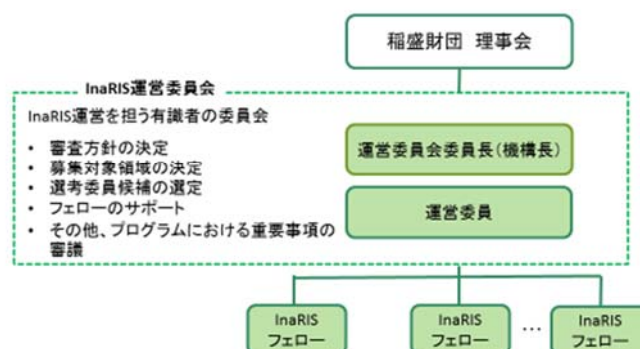 稲盛財団 理事会
InaRIS運営委員会
InaRIS運営を担う有識者の委員会
• 審査方針の決定
• 募集対象領域の決定
• 選考委員候補の選定
• フェローのサポート
• その他、プログラムにおける重要事項の
審議
運営委員会委員長(機構長)
運営委員
InaRIS
フェロー
InaRIS
フェロー
…
InaRIS
フェロー